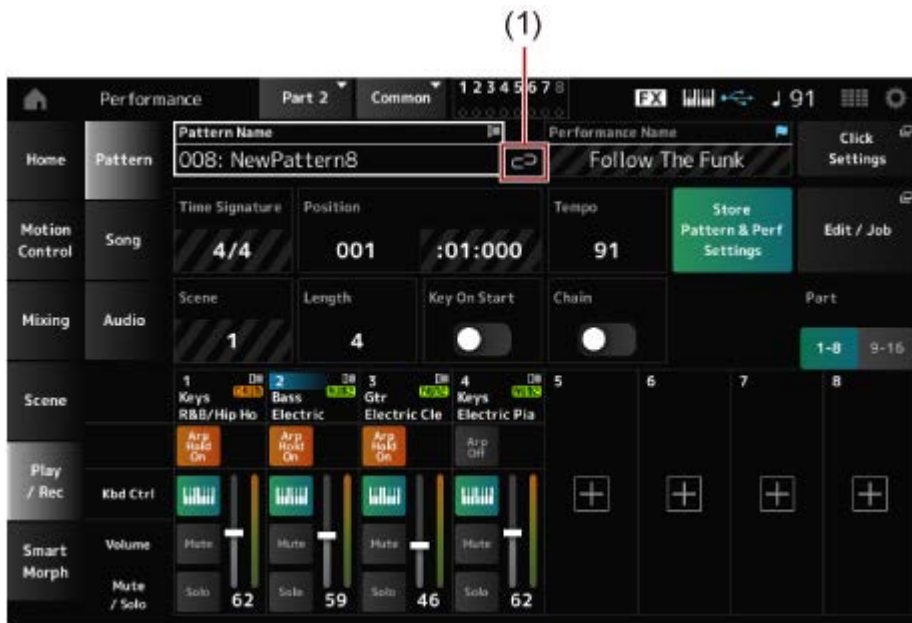 (1)
Performance
Part 2
Common
1 2 3 4 5 6 7 8
FX
91
Home
Pattern
Pattern Name
008: NewPattern8
Performance Name
Follow The Funk
Click
Settings
Motion
Control
Song
Time Signature
4/4
Position
001
:01:000
Tempo
91
Store
Pattern & Perf
Settings
Edit / Job
Mixing
Audio
Scene
1
Length
4
Key On Start
Chain
Part
1-8
9-16
Scene
1
Keys
R&B/Hip Ho
2
Bass
Electric
3
Gtr
Electric Cle
4
Keys
Electric Pia
5
6
7
8
Arp
Hold
On
Arp
Hold
On
Arp
Hold
On
Arp
Off
Play
/ Rec
Kbd Ctrl
Smart
Morph
Volume
Mute
Mute
Mute
Mute
Mute
/ Solo
Solo
62
Solo
59
Solo
46
Solo
62